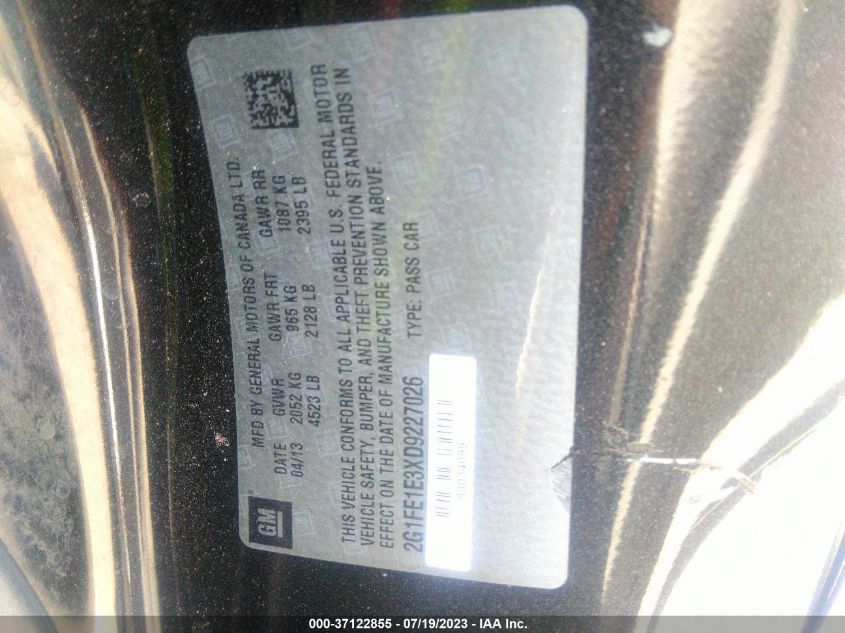 MFD BY GENERAL MOTORS OF CANADA LTD.
DATE GVWR GAWR FRT GAWR RR
04/13 2052 KG 965 KG 1087 KG
4523 LB 2128 LB 2395 LB
THIS VEHICLE CONFORMS TO ALL APPLICABLE U.S. FEDERAL MOTOR
VEHICLE SAFETY, BUMPER, AND THEFT PREVENTION STANDARDS IN
EFFECT ON THE DATE OF MANUFACTURE SHOWN ABOVE.
2G1FE1E3XD9227026 TYPE: PASS CAR
GM
000-37122855 / 07/19/2023 - IAA Inc.